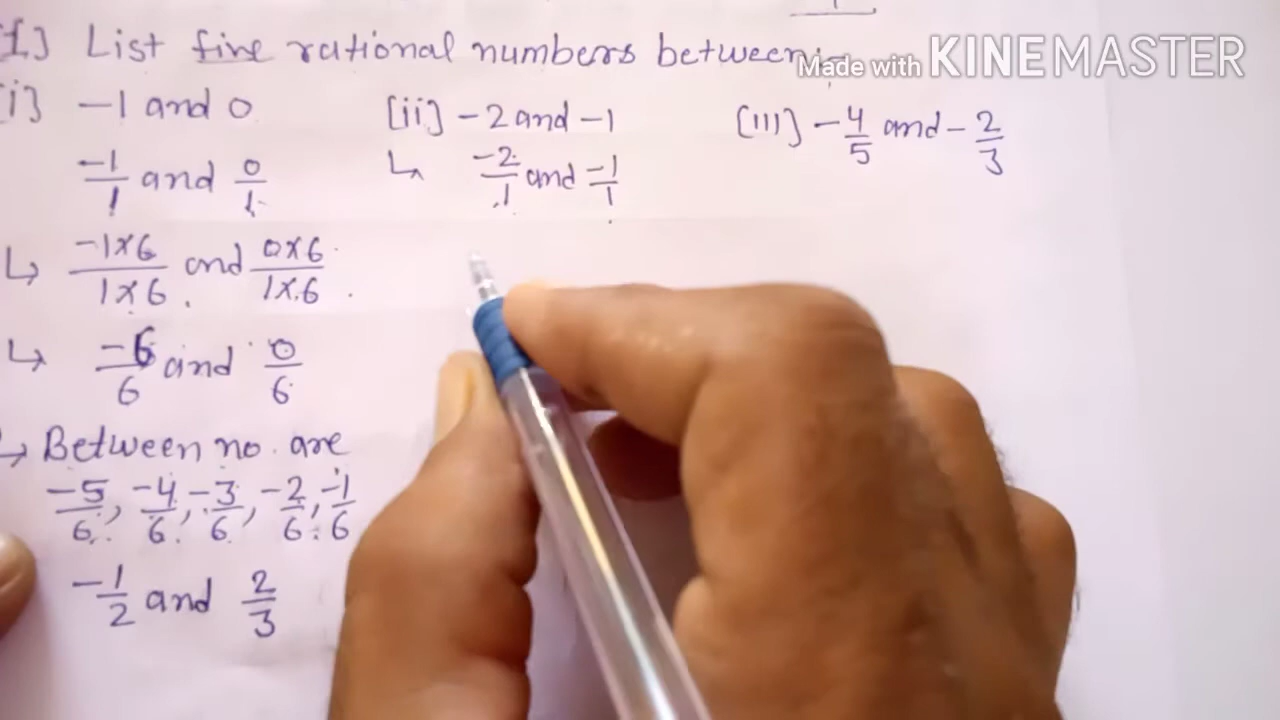 1.] List five rational numbers between:-
Made with KINEMASTER
[i] -1 and 0
-1/1 and 0/1
↳ -1×6/1×6 and 0×6/1×6
↳ -6/6 and 0/6
↳ Between no. are
-5/6, -4/6, -3/6, -2/6, -1/6
-1/2 and 2/3
[ii] -2 and -1
↳ -2/1 and -1/1
[III] -4/5 and -2/3